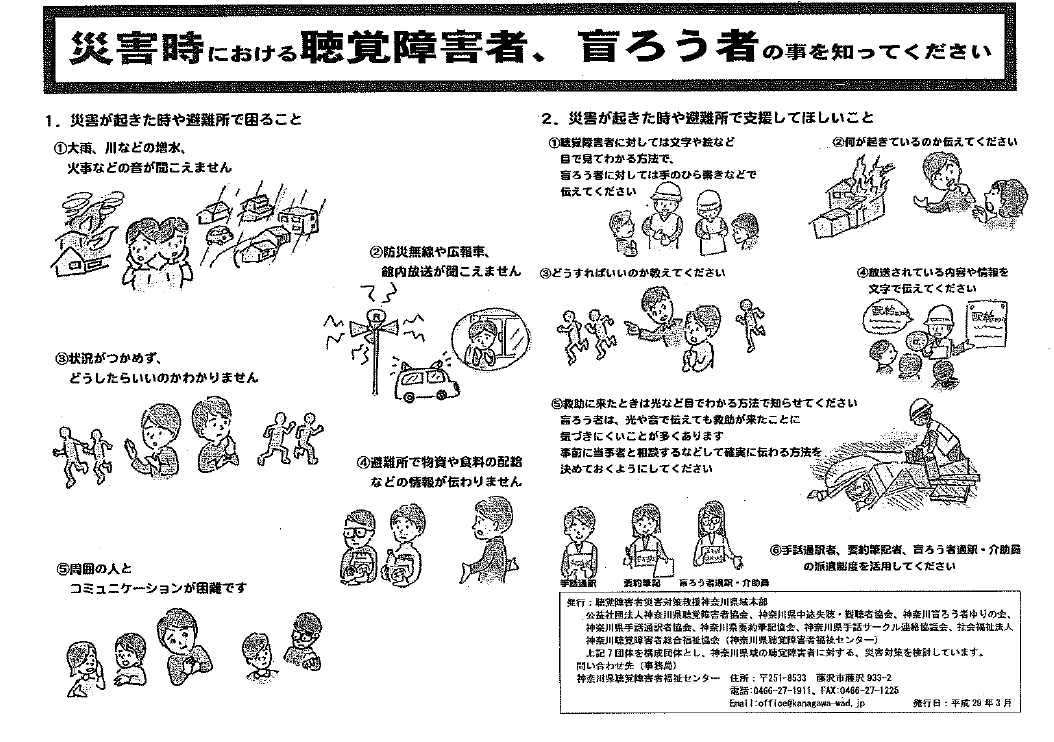 災害時における聴覚障害者、盲ろう者の事を知ってください
1．災害が起きた時や避難所で困ること
①大雨、川などの増水、
火事などの音が聞こえません
②防災無線や広報車、
館内放送が聞こえません
③状況がつかめず、
どうしたらいいのかわかりません
④避難所で物資や食料の配給
などの情報が伝わりません
⑤周囲の人と
コミュニケーションが困難です
2．災害が起きた時や避難所で支援してほしいこと
①聴覚障害者に対しては文字や絵など
目で見てわかる方法で、
盲ろう者に対しては手のひら書きなどで
伝えてください
②何が起きているのか伝えてください
③どうすればいいのか教えてください
④放送されている内容や情報を
文字で伝えてください
配給
配給
⑤救助に来たときは光など目でわかる方法で知らせてください
盲ろう者は、光や音で伝えても救助が来たことに
気づきにくいことが多くあります
事前に当事者と相談するなどして確実に伝わる方法を
決めておくようにしてください
⑥手話通訳者、要約筆記者、盲ろう者通訳・介助員
の派遣制度を活用してください
手話通訳
要約筆記
盲ろう者通訳・介助員
発行：聴覚障害者災害対策救援神奈川県域本部
公益社団法人神奈川県聴覚障害者協会、神奈川県中途失聴・難聴者協会、神奈川盲ろう者ゆりの会、
神奈川県手話通訳者協会、神奈川県要約筆記協会、神奈川県手話サークル連絡協議会、社会福祉法人
神奈川聴覚障害者総合福祉協会（神奈川県聴覚障害者福祉センター）
上記７団体を構成団体とし、神奈川県域の聴覚障害者に対する、災害対策を検討しています。
問い合わせ先（事務局）
神奈川県聴覚障害者福祉センター　住所：〒251-8533　藤沢市藤沢933-2
電話:0466-27-1911、FAX:0466-27-1225
Email:office@kanagawa-wad.jp　発行日：平成29年3月